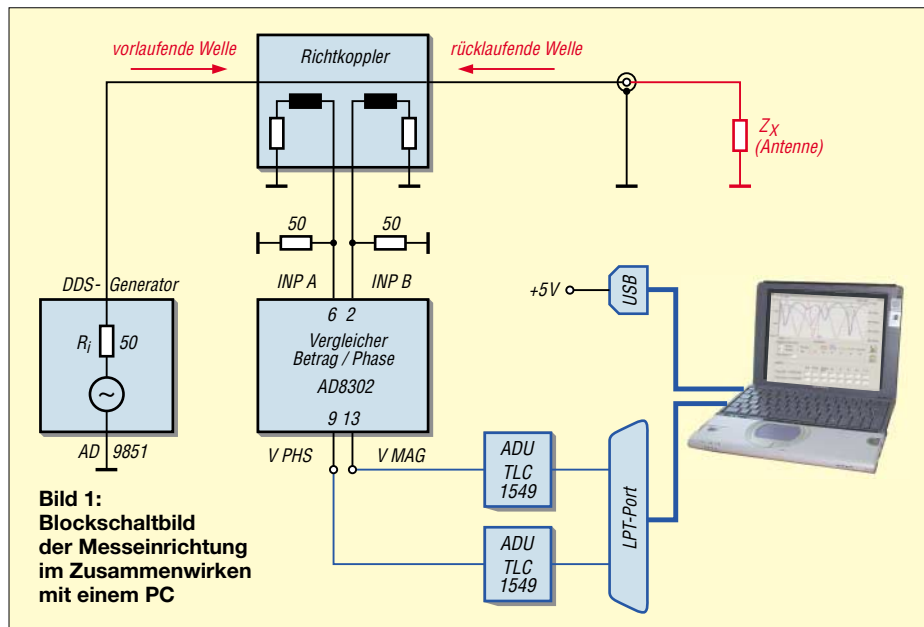 vorlaufende Welle
Richtkoppler
rücklaufende Welle
ZX
(Antenne)
50
50
DDS- Generator
INP A
INP B
+5V
USB
Ri
50
6 2
Vergleicher
Betrag / Phase
AD8302
9 13
AD 9851
V PHS
V MAG
ADU
TLC
1549
ADU
TLC
1549
LPT-Port
Bild 1:
Blockschaltbild
der Messeinrichtung
im Zusammenwirken
mit einem PC